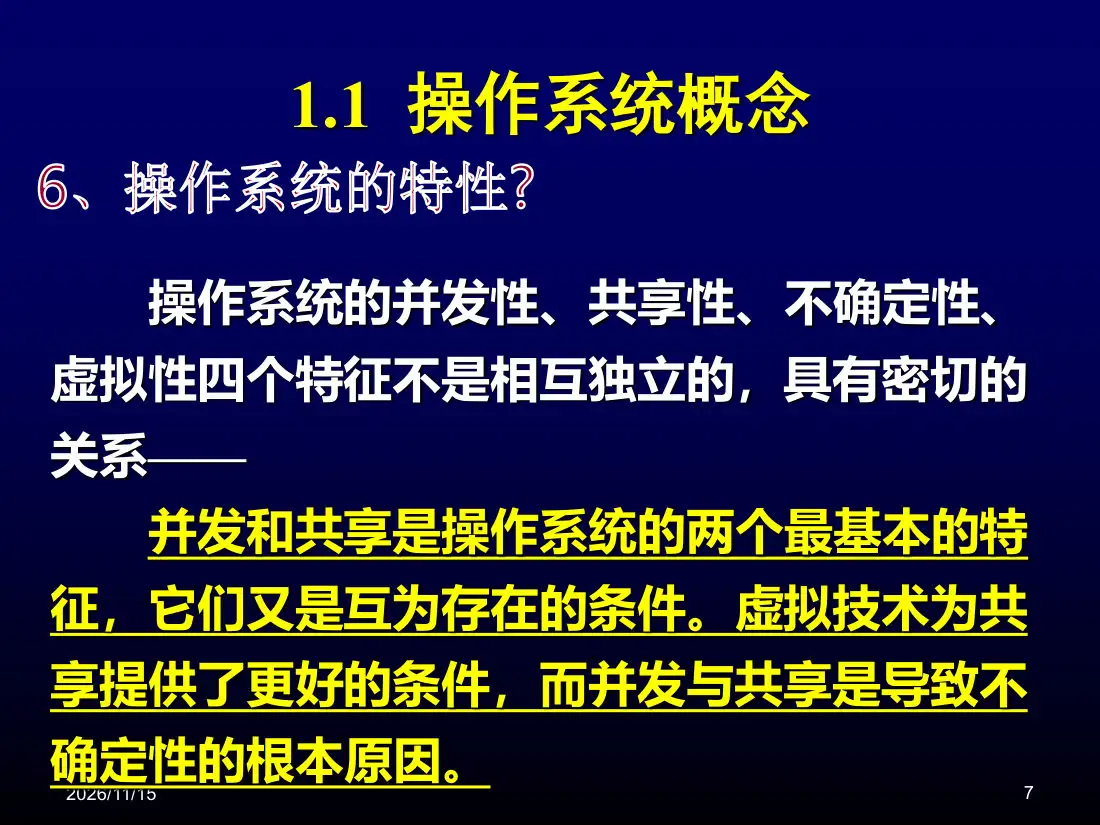 1.1 操作系统概念
6、操作系统的特性?
操作系统的并发性、共享性、不确定性、
虚拟性四个特征不是相互独立的，具有密切的
关系——
并发和共享是操作系统的两个最基本的特
征，它们又是互为存在的条件。虚拟技术为共
享提供了更好的条件，而并发与共享是导致不
确定性的根本原因。
2026/11/15
7